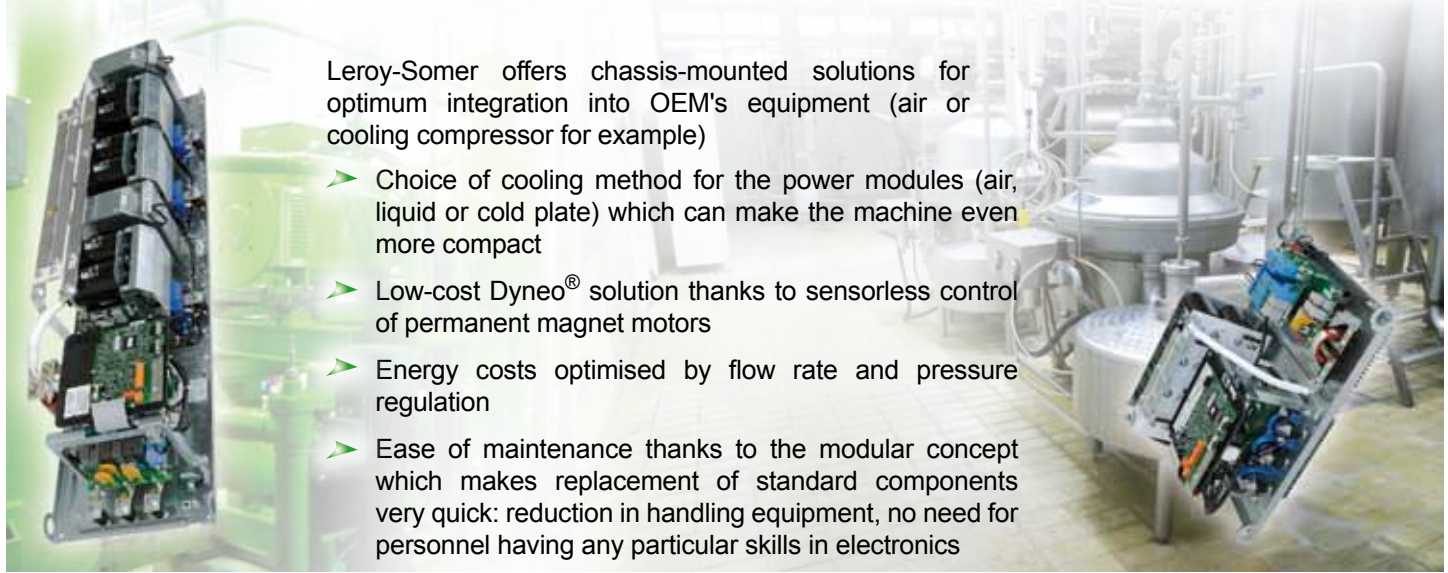 Leroy-Somer offers chassis-mounted solutions for
optimum integration into OEM's equipment (air or
cooling compressor for example)
Choice of cooling method for the power modules (air,
liquid or cold plate) which can make the machine even
more compact
Low-cost Dyneo® solution thanks to sensorless control
of permanent magnet motors
Energy costs optimised by flow rate and pressure
regulation
Ease of maintenance thanks to the modular concept
which makes replacement of standard components
very quick: reduction in handling equipment, no need for
personnel having any particular skills in electronics